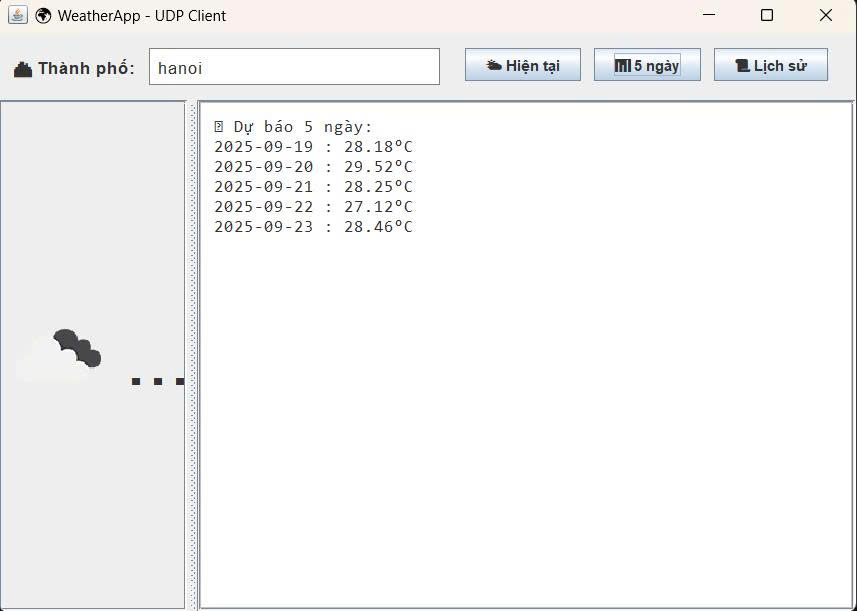 WeatherApp - UDP Client
Thành phố: hanoi Hiện tại 5 ngày Lịch sử
Dự báo 5 ngày:
2025-09-19 : 28.18°C
2025-09-20 : 29.52°C
2025-09-21 : 28.25°C
2025-09-22 : 27.12°C
2025-09-23 : 28.46°C
...